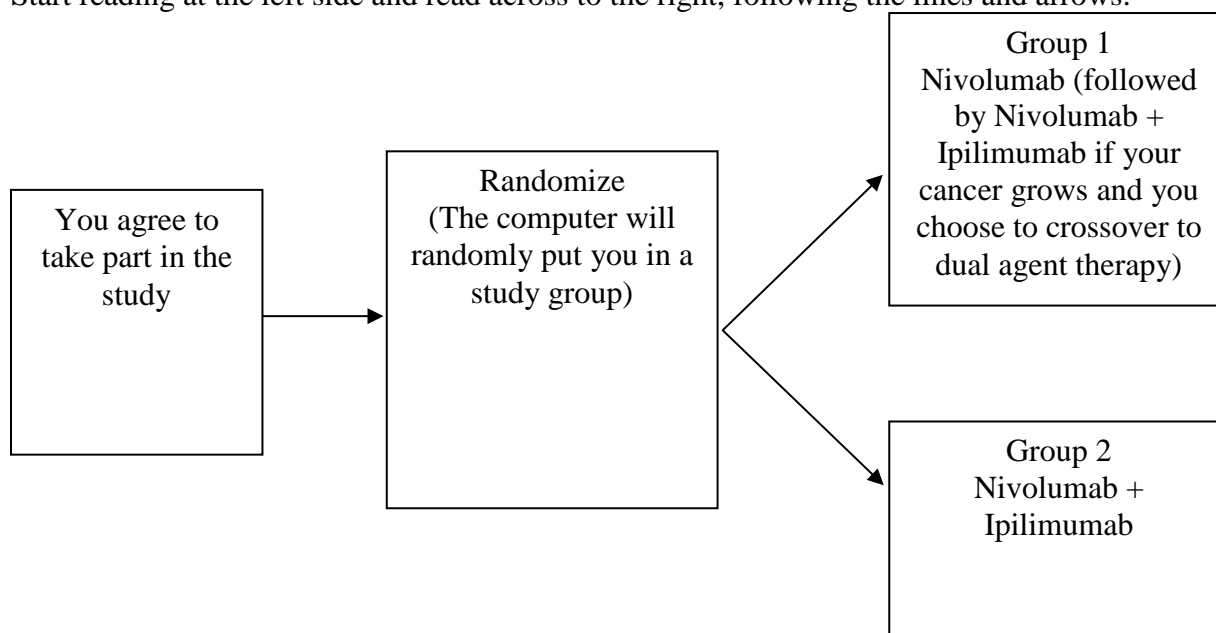 Start reading at the left side and read across to the right, following the lines and arrows.
You agree to
take part in the
study
Randomize
(The computer will
randomly put you in a
study group)
Group 1
Nivolumab (followed
by Nivolumab +
Ipilimumab if your
cancer grows and you
choose to crossover to
dual agent therapy)
Group 2
Nivolumab +
Ipilimumab